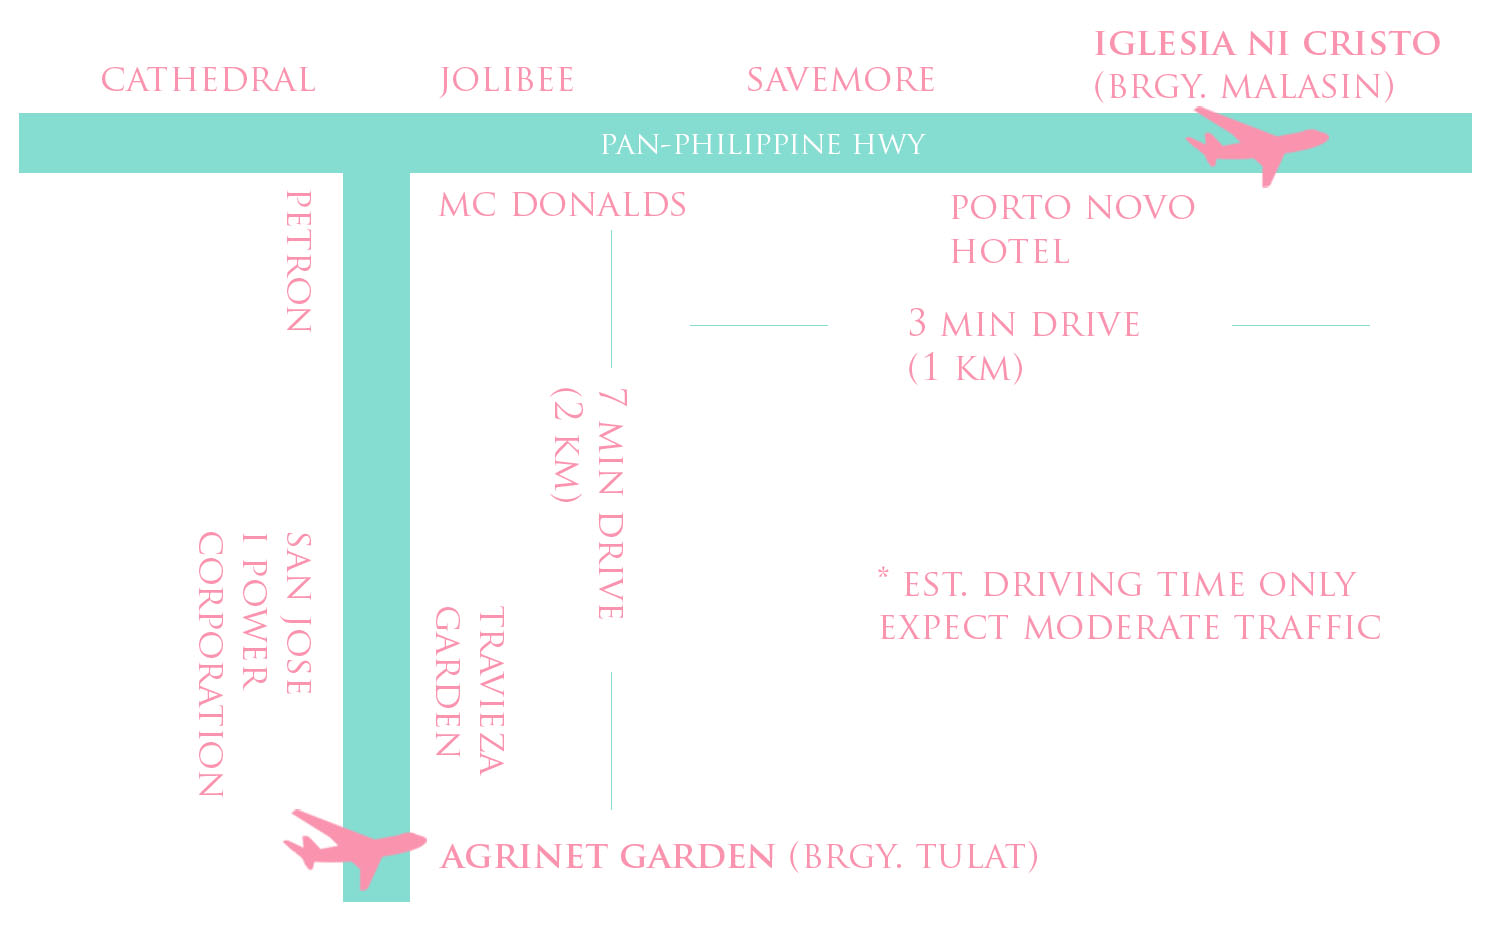 CATHEDRAL
JOLIBEE
SAVEMORE
IGLESIA NI CRISTO
(BRGY. MALASIN)
PAN-PHILIPPINE HWY
PETRON
MC DONALDS
PORTO NOVO
HOTEL
3 MIN DRIVE
(1 KM)
7 MIN DRIVE
(2 KM)
SAN JOSE
I POWER
CORPORATION
TRAVIEZA
GARDEN
* EST. DRIVING TIME ONLY
EXPECT MODERATE TRAFFIC
AGRINET GARDEN (BRGY. TULAT)